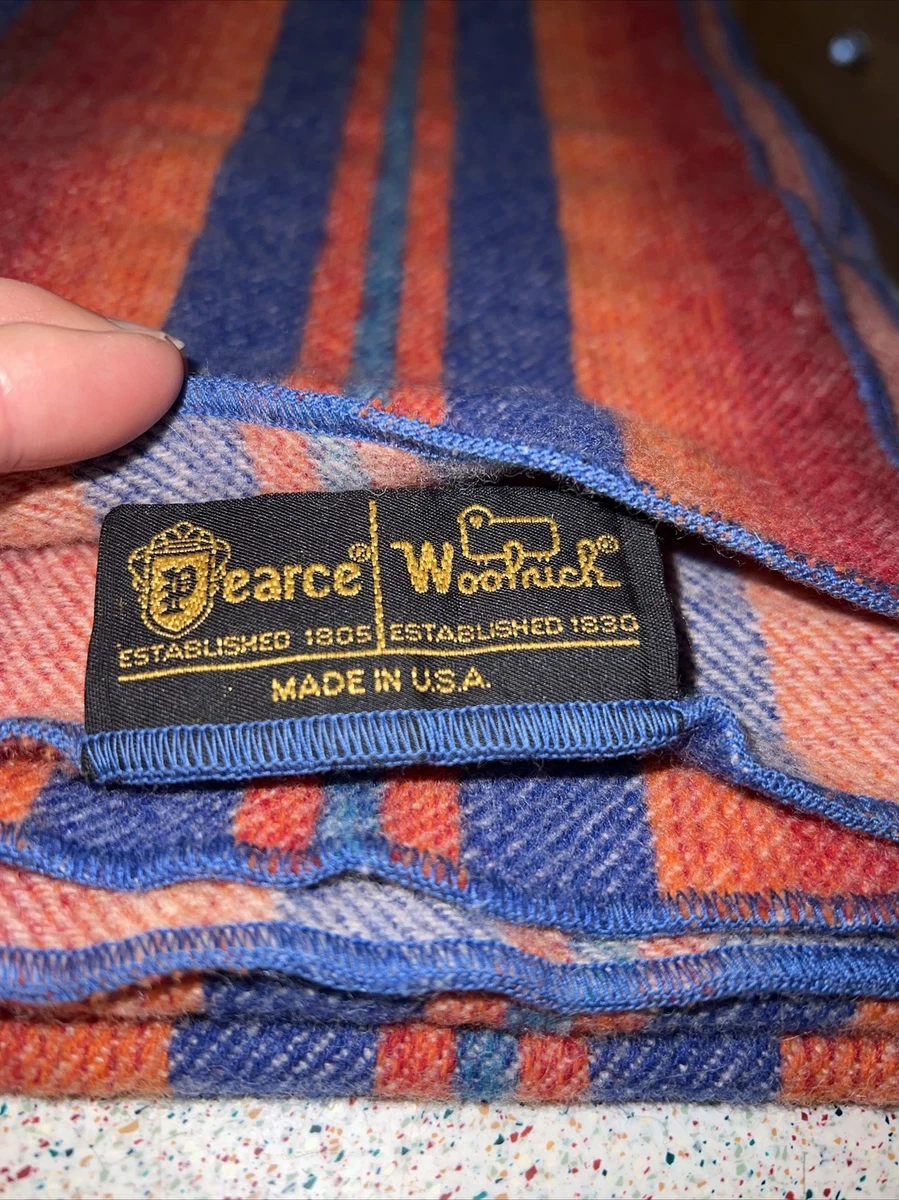 Pearce® Woolrich®
ESTABLISHED 1805 ESTABLISHED 1830
MADE IN U.S.A.